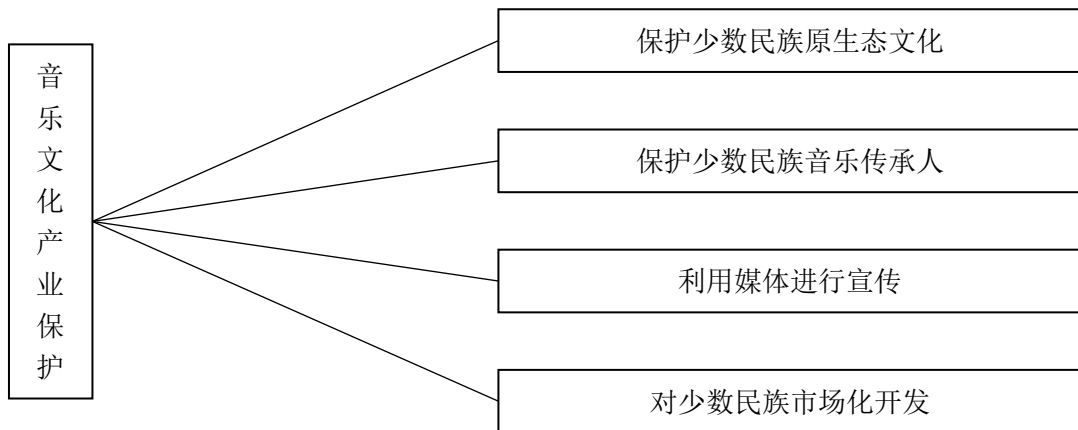 音乐文化产业保护
保护少数民族原生态文化
保护少数民族音乐传承人
利用媒体进行宣传
对少数民族市场化开发